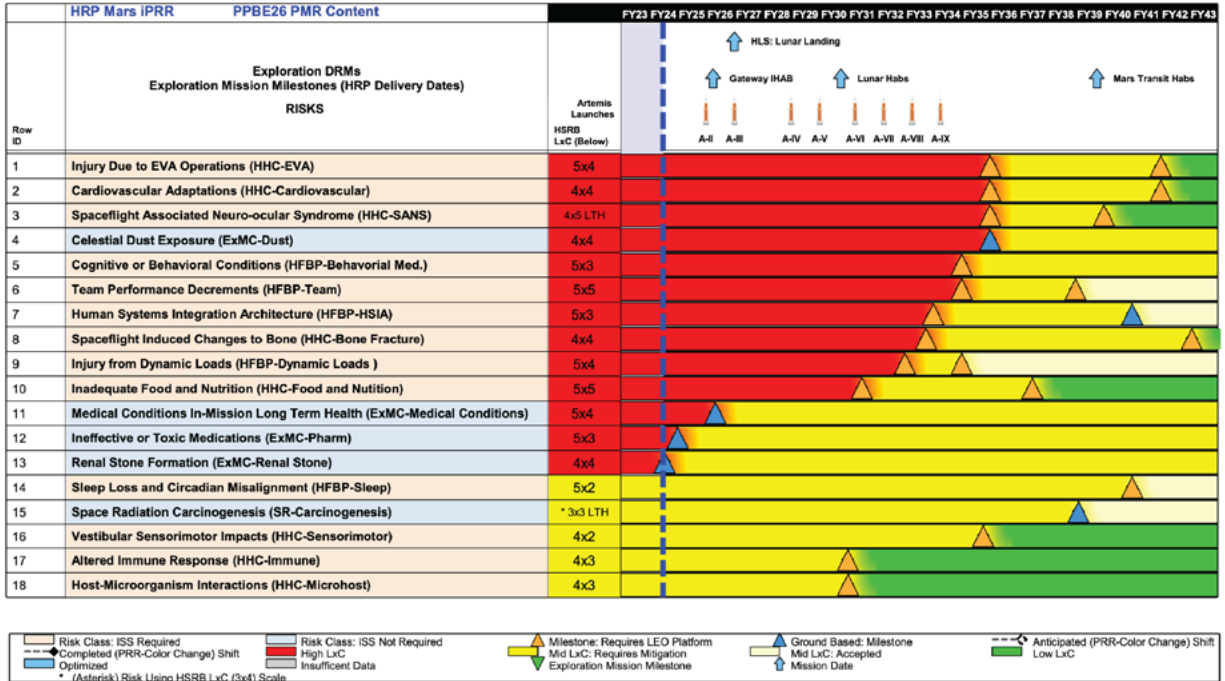 HRP Mars iPRR PPBE26 PMR Content
FY23 FY24 FY25 FY26 FY27 FY28 FY29 FY30 FY31 FY32 FY33 FY34 FY35 FY36 FY37 FY38 FY39 FY40 FY41 FY42 FY43
HLS: Lunar Landing
Exploration DRMs
Exploration Mission Milestones (HRP Delivery Dates)
RISKS
Gateway IHAB
Lunar Habs
Mars Transit Habs
Artemis
Launches
Row
ID
HSRB
LxC (Below)
A-II A-III A-IV A-V A-VI A-VII A-VIII A-IX
1 Injury Due to EVA Operations (HHC-EVA) 5x4
2 Cardiovascular Adaptations (HHC-Cardiovascular) 4x4
3 Spaceflight Associated Neuro-ocular Syndrome (HHC-SANS) 4x5 LTH
4 Celestial Dust Exposure (ExMC-Dust) 4x4
5 Cognitive or Behavioral Conditions (HFBP-Behavorial Med.) 5x3
6 Team Performance Decrements (HFBP-Team) 5x5
7 Human Systems Integration Architecture (HFBP-HSIA) 5x3
8 Spaceflight Induced Changes to Bone (HHC-Bone Fracture) 4x4
9 Injury from Dynamic Loads (HFBP-Dynamic Loads ) 5x4
10 Inadequate Food and Nutrition (HHC-Food and Nutition) 5x5
11 Medical Conditions In-Mission Long Term Health (ExMC-Medical Conditions) 5x4
12 Ineffective or Toxic Medications (ExMC-Pharm) 5x3
13 Renal Stone Formation (ExMC-Renal Stone) 4x4
14 Sleep Loss and Circadian Misalignment (HFBP-Sleep) 5x2
15 Space Radiation Carcinogenesis (SR-Carcinogenesis) * 3x3 LTH
16 Vestibular Sensorimotor Impacts (HHC-Sensorimotor) 4x2
17 Altered Immune Response (HHC-Immune) 4x3
18 Host-Microorganism Interactions (HHC-Microhost) 4x3
Risk Class: ISS Required Risk Class: ISS Not Required Milestone: Requires LEO Platform Ground Based: Milestone Anticipated (PRR-Color Change) Shift
Completed (PRR-Color Change) Shift High LxC Mid LxC: Requires Mitigation Mid LxC: Accepted Low LxC
Optimized Insufficent Data Exploration Mission Milestone Mission Date
* (Asterisk) Risk Using HSRB LxC (3x4) Scale